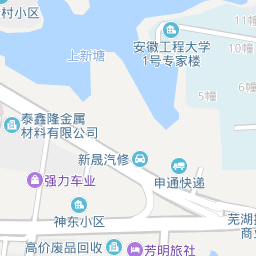 村小区
上新塘
安徽工程大学
1号专家楼
11幢
10幢
5幢
6幢
泰鑫隆金属
材料有限公司
新晟汽修
申通快递
强力车业
神东小区
芜湖
商业
高价废品回收
芳明旅社